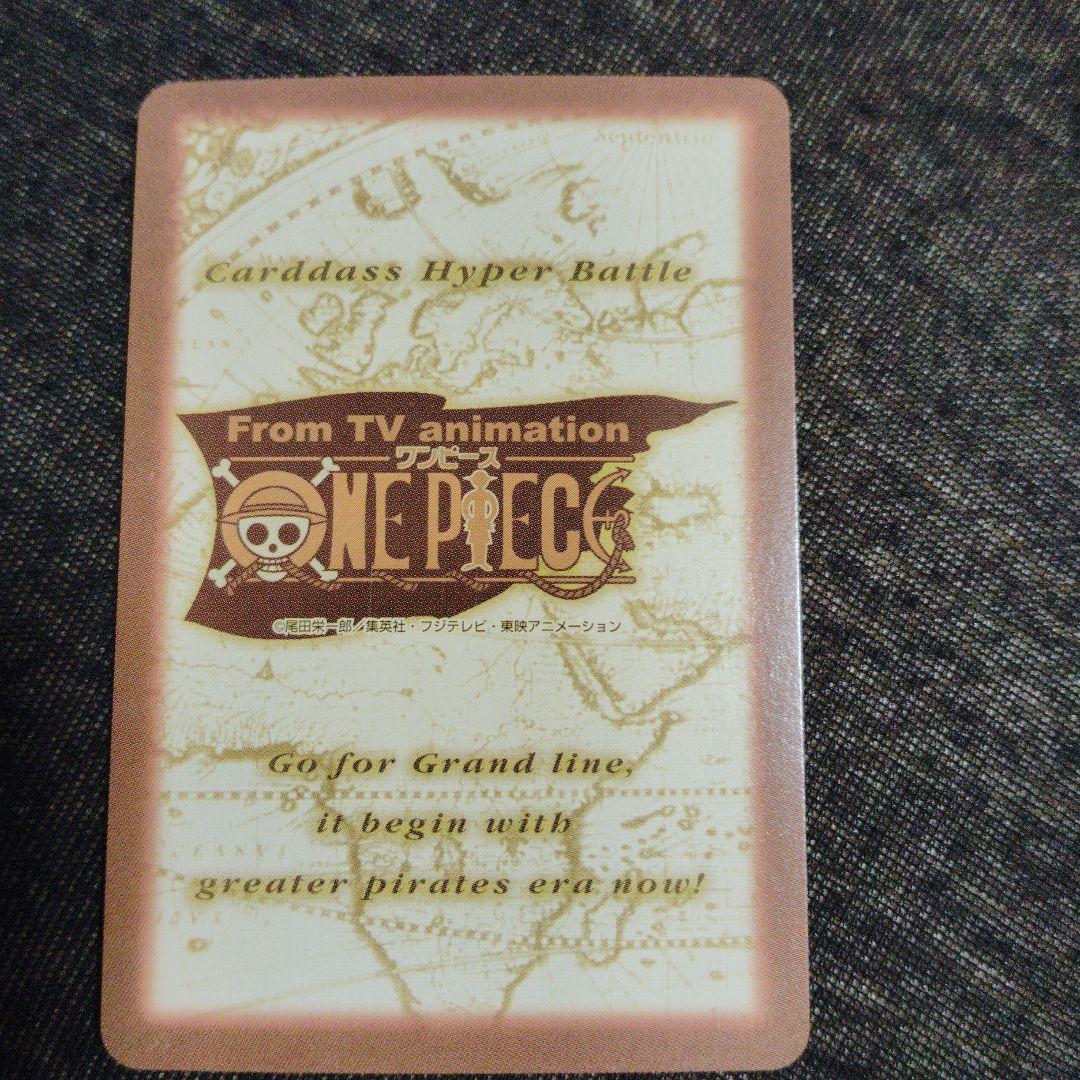 Septentrio
Carddass Hyper Battle
From TV animation
ワンピース
ONE PIECE
©尾田栄一郎/集英社・フジテレビ・東映アニメーション
Go for Grand line,
it begin with
greater pirates era now!